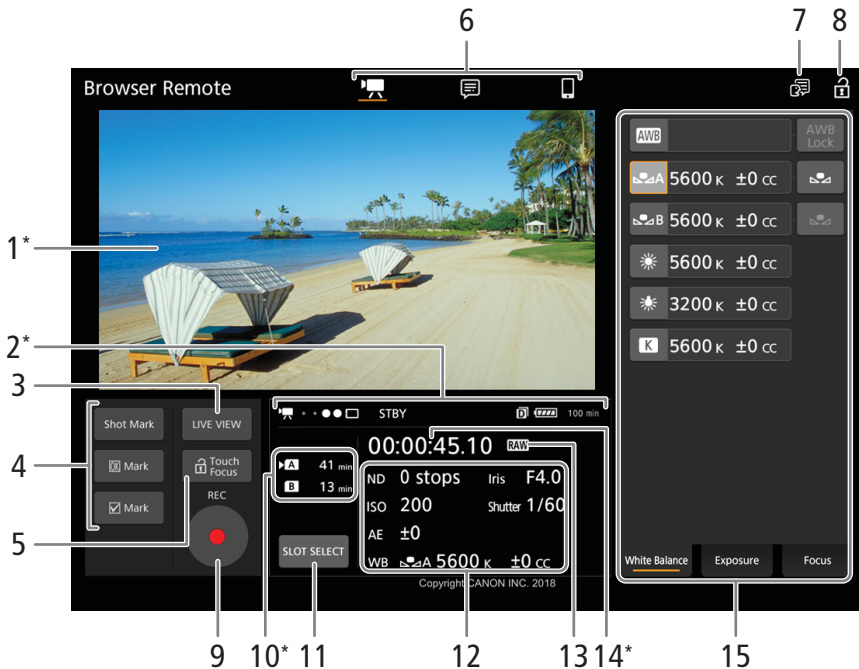 6
7
8
Browser Remote
1*
AWB
AWB Lock
A 5600 K ±0 CC
B 5600 K ±0 CC
5600 K ±0 CC
3200 K ±0 CC
K 5600 K ±0 CC
2*
3
4
5
Shot Mark
LIVE VIEW
OK Mark
Touch Focus
Mark
REC
STBY
100 min
00:00:45.10 RAW
A 41 min
B 13 min
ND 0 stops Iris F4.0
ISO 200 Shutter 1/60
AE ±0
WB A 5600 K ±0 CC
SLOT SELECT
Copyright CANON INC. 2018
White Balance
Exposure
Focus
9
10*
11
12
13
14*
15